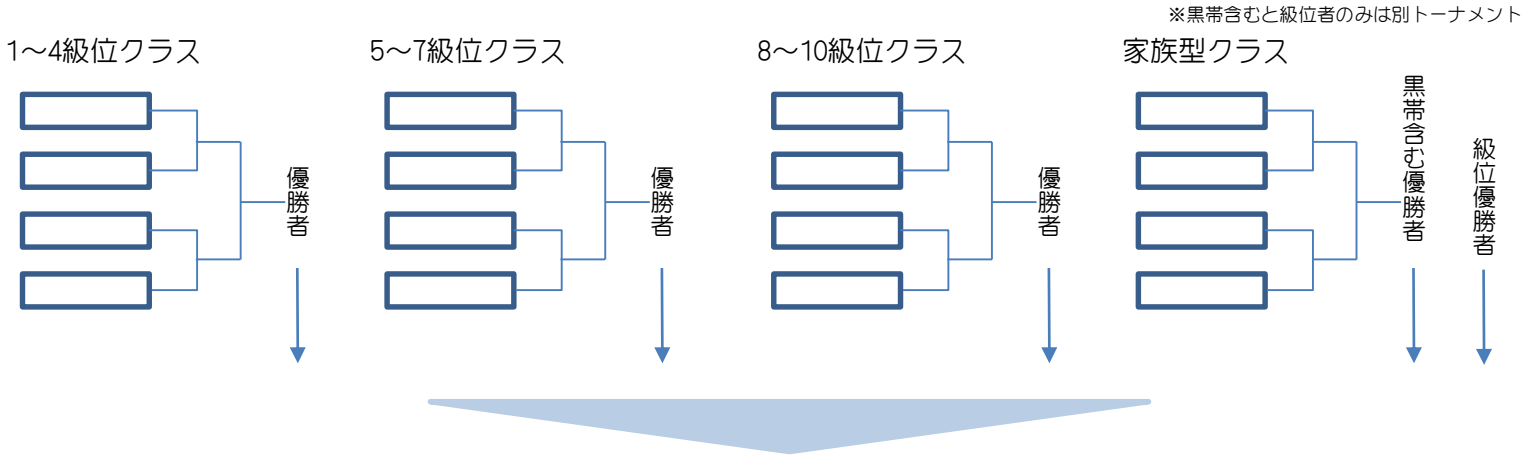 ※黒帯含むと級位者のみは別トーナメント
1～4級位クラス
5～7級位クラス
8～10級位クラス
家族型クラス
優勝者
優勝者
優勝者
黒帯含む優勝者
級位優勝者